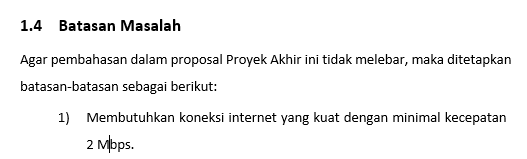 1.4 Batasan Masalah
Agar pembahasan dalam proposal Proyek Akhir ini tidak melebar, maka ditetapkan
batasan-batasan sebagai berikut:
1) Membutuhkan koneksi internet yang kuat dengan minimal kecepatan
2 Mbps.